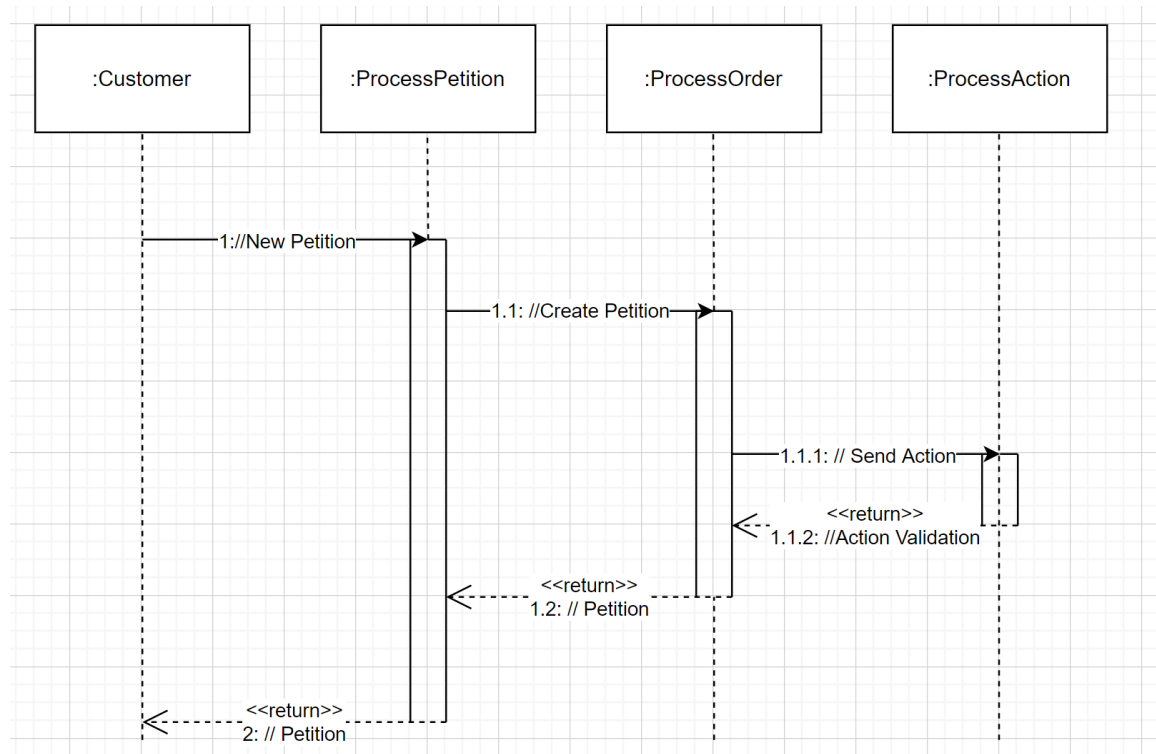 :Customer
:ProcessPetition
:ProcessOrder
:ProcessAction
1://New Petition
1.1: //Create Petition
1.1.1: // Send Action
<<return>>
1.1.2: //Action Validation
<<return>>
1.2: // Petition
<<return>>
2: // Petition